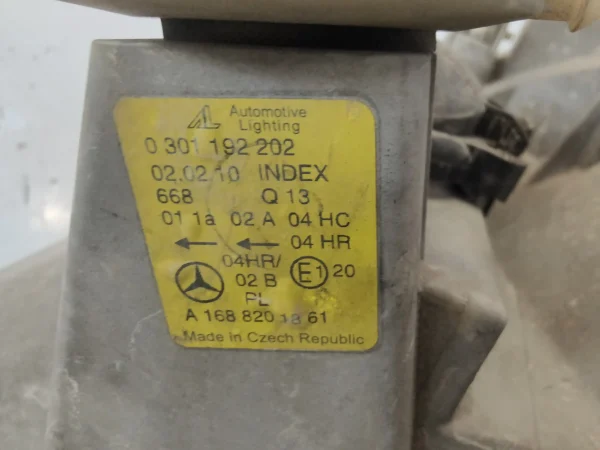 AL Automotive
Lighting
0 301 192 202
02.02.10 INDEX
668 Q 13
01 1a 02 A 04 HC
04 HR
04HR/
02 B E1 20
PL
A 168 820 18 61
Made in Czech Republic